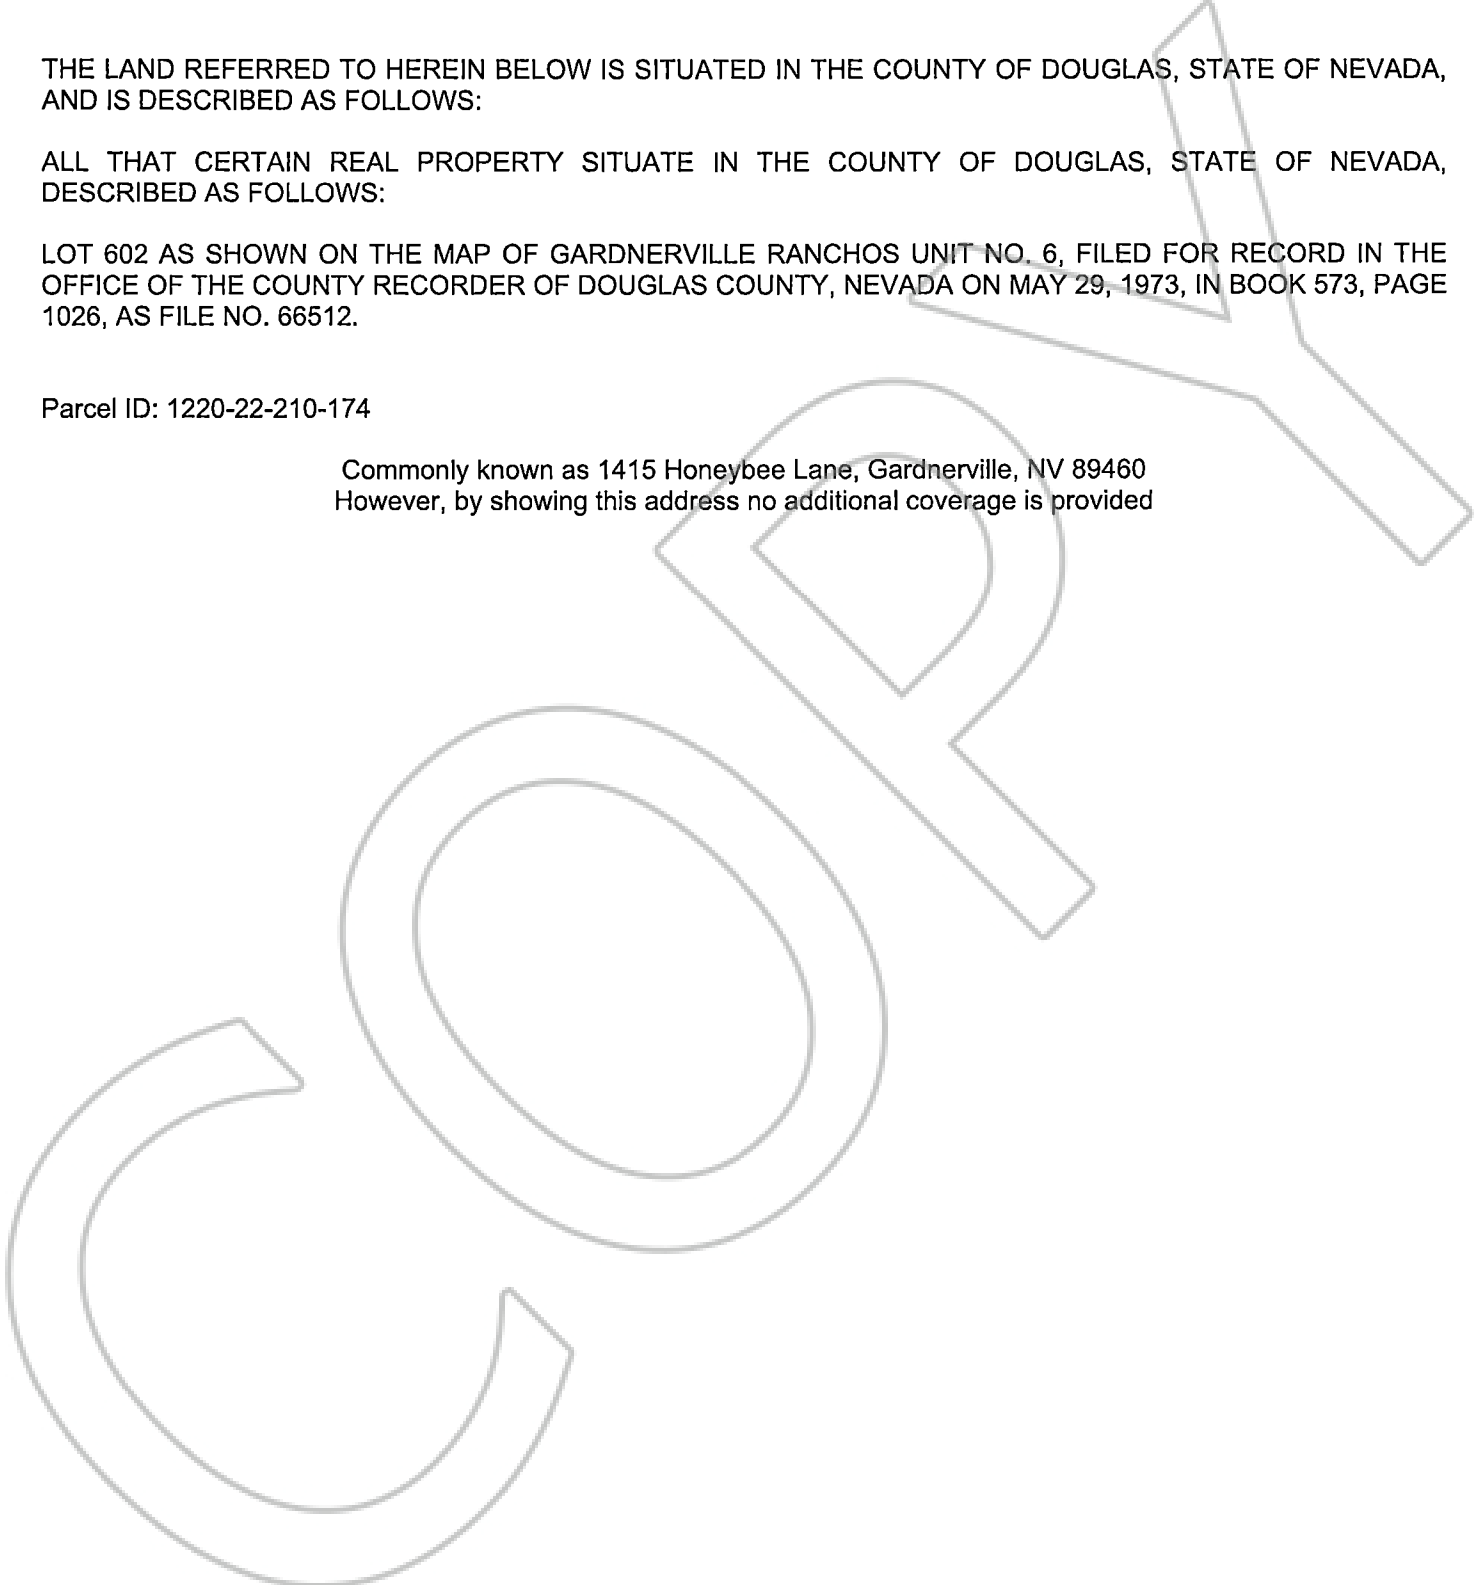 THE LAND REFERRED TO HEREIN BELOW IS SITUATED IN THE COUNTY OF DOUGLAS, STATE OF NEVADA,
AND IS DESCRIBED AS FOLLOWS:
ALL THAT CERTAIN REAL PROPERTY SITUATE IN THE COUNTY OF DOUGLAS, STATE OF NEVADA,
DESCRIBED AS FOLLOWS:
LOT 602 AS SHOWN ON THE MAP OF GARDNERVILLE RANCHOS UNIT NO. 6, FILED FOR RECORD IN THE
OFFICE OF THE COUNTY RECORDER OF DOUGLAS COUNTY, NEVADA ON MAY 29, 1973, IN BOOK 573, PAGE
1026, AS FILE NO. 66512.
Parcel ID: 1220-22-210-174
Commonly known as 1415 Honeybee Lane, Gardnerville, NV 89460
However, by showing this address no additional coverage is provided
COPY